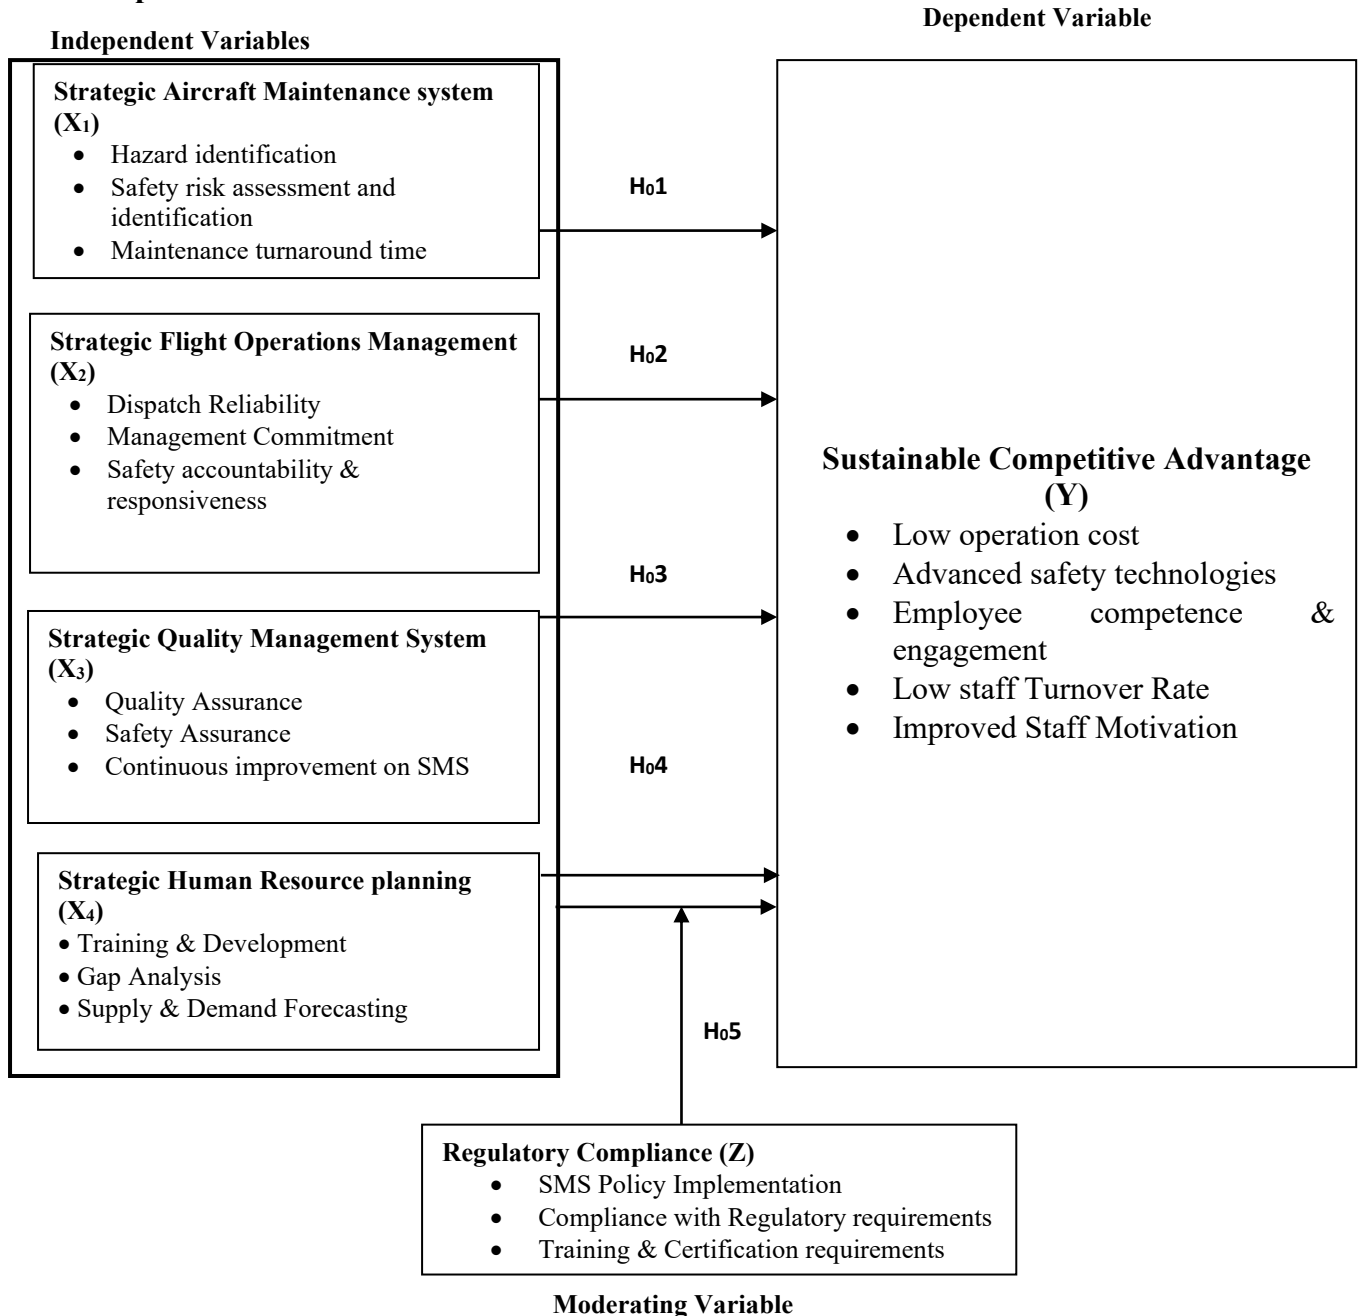 Independent Variables
Dependent Variable
Strategic Aircraft Maintenance system
(X₁)
• Hazard identification
• Safety risk assessment and
identification
• Maintenance turnaround time
H₀1
Strategic Flight Operations Management
(X₂)
• Dispatch Reliability
• Management Commitment
• Safety accountability &
responsiveness
H₀2
H₀3
Strategic Quality Management System
(X₃)
• Quality Assurance
• Safety Assurance
• Continuous improvement on SMS
H₀4
Strategic Human Resource planning
(X₄)
• Training & Development
• Gap Analysis
• Supply & Demand Forecasting
Sustainable Competitive Advantage
(Y)
• Low operation cost
• Advanced safety technologies
• Employee competence &
engagement
• Low staff Turnover Rate
• Improved Staff Motivation
H₀5
Regulatory Compliance (Z)
• SMS Policy Implementation
• Compliance with Regulatory requirements
• Training & Certification requirements
Moderating Variable